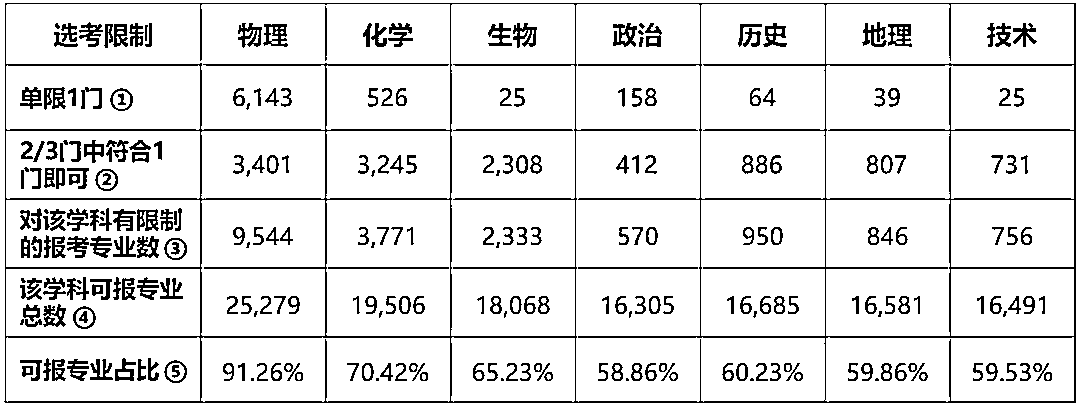 选考限制 物理 化学 生物 政治 历史 地理 技术
单限1门 ① 6,143 526 25 158 64 39 25
2/3门中符合1
门即可 ② 3,401 3,245 2,308 412 886 807 731
对该学科有限制
的报考专业数 ③ 9,544 3,771 2,333 570 950 846 756
该学科可报专业
总数 ④ 25,279 19,506 18,068 16,305 16,685 16,581 16,491
可报专业占比 ⑤ 91.26% 70.42% 65.23% 58.86% 60.23% 59.86% 59.53%